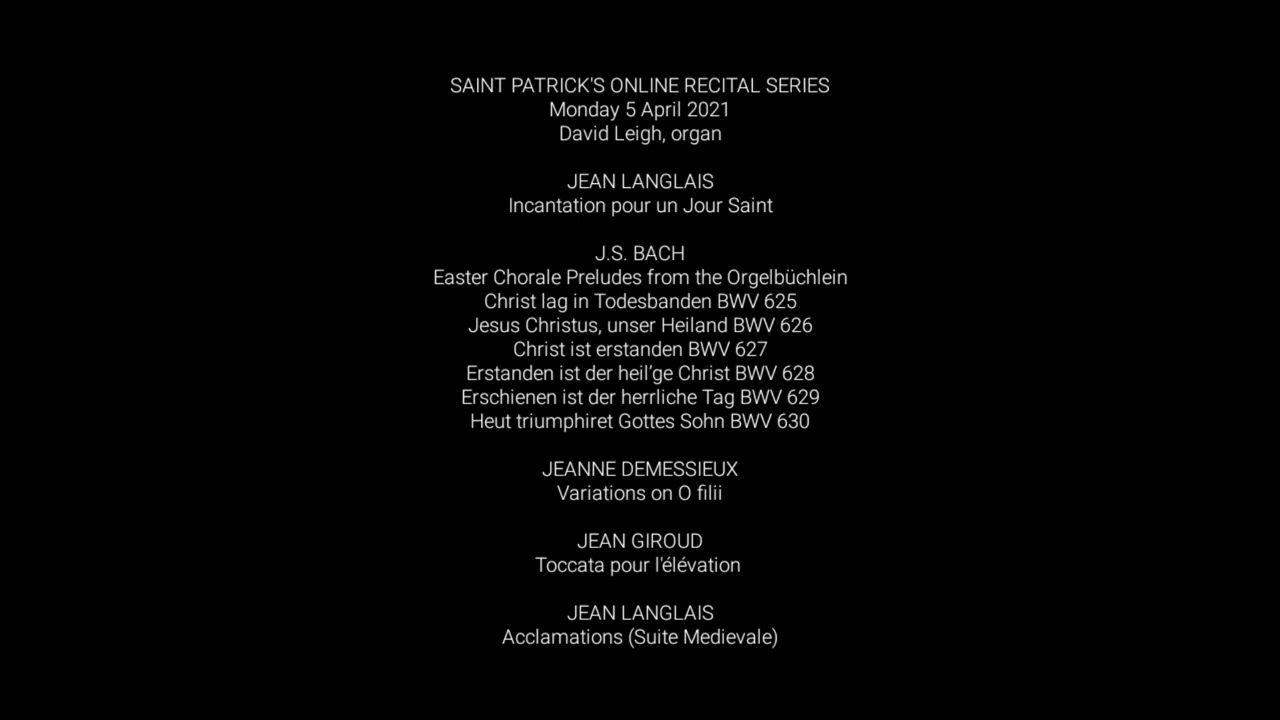 SAINT PATRICK'S ONLINE RECITAL SERIES
Monday 5 April 2021
David Leigh, organ
JEAN LANGLAIS
Incantation pour un Jour Saint
J.S. BACH
Easter Chorale Preludes from the Orgelbüchlein
Christ lag in Todesbanden BWV 625
Jesus Christus, unser Heiland BWV 626
Christ ist erstanden BWV 627
Erstanden ist der heil’ge Christ BWV 628
Erschienen ist der herrliche Tag BWV 629
Heut triumphiret Gottes Sohn BWV 630
JEANNE DEMESSIEUX
Variations on O filii
JEAN GIROUD
Toccata pour l'élévation
JEAN LANGLAIS
Acclamations (Suite Medievale)